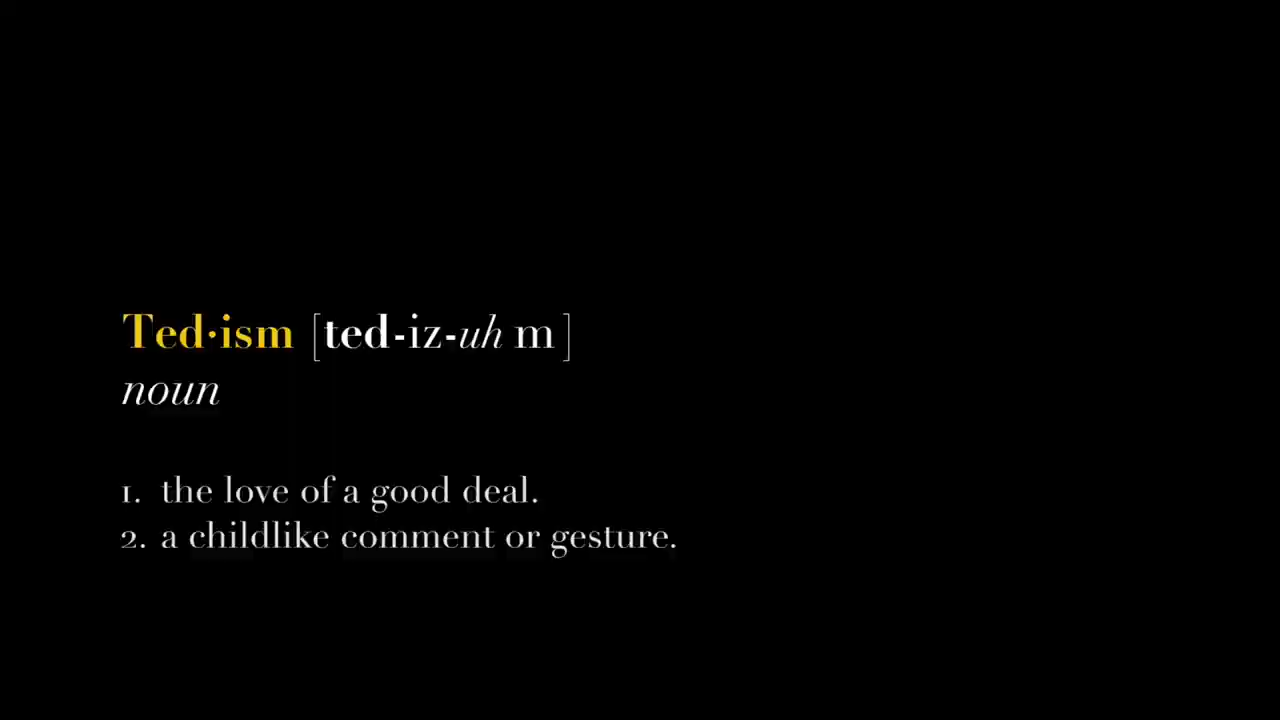 Ted·ism [ted-iz-uh m]
noun
1. the love of a good deal.
2. a childlike comment or gesture.